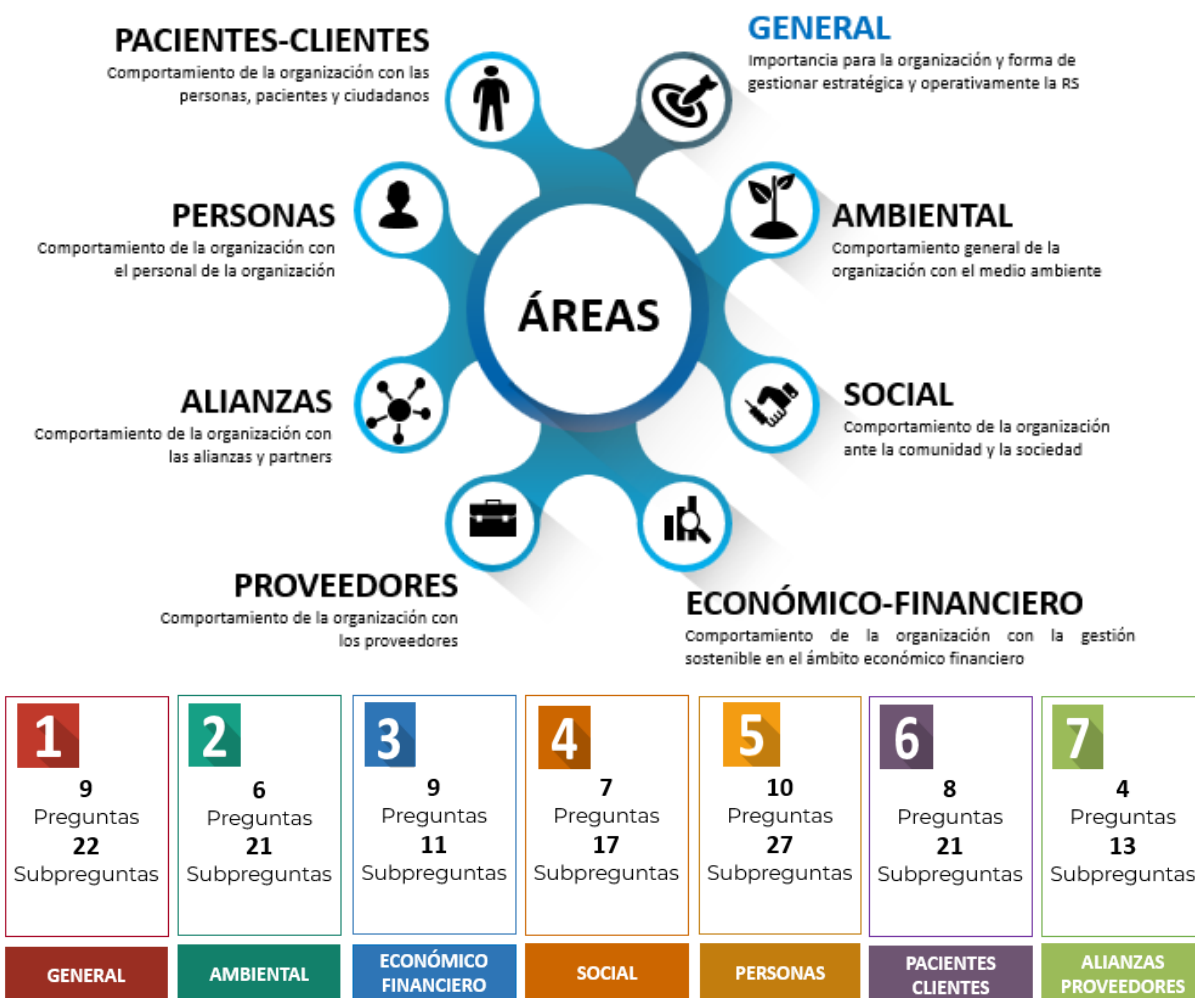 PACIENTES-CLIENTES
Comportamiento de la organización con las
personas, pacientes y ciudadanos
GENERAL
Importancia para la organización y forma de
gestionar estratégica y operativamente la RS
PERSONAS
Comportamiento de la organización con
el personal de la organización
AMBIENTAL
Comportamiento general de la
organización con el medio ambiente
ÁREAS
ALIANZAS
Comportamiento de la organización con
las alianzas y partners
SOCIAL
Comportamiento de la organización
ante la comunidad y la sociedad
PROVEEDORES
Comportamiento de la organización con
los proveedores
ECONÓMICO-FINANCIERO
Comportamiento de la organización con la gestión
sostenible en el ámbito económico financiero
1
9
Preguntas
22
Subpreguntas
GENERAL
2
6
Preguntas
21
Subpreguntas
AMBIENTAL
3
9
Preguntas
11
Subpreguntas
ECONÓMICO
FINANCIERO
4
7
Preguntas
17
Subpreguntas
SOCIAL
5
10
Preguntas
27
Subpreguntas
PERSONAS
6
8
Preguntas
21
Subpreguntas
PACIENTES
CLIENTES
7
4
Preguntas
13
Subpreguntas
ALIANZAS
PROVEEDORES